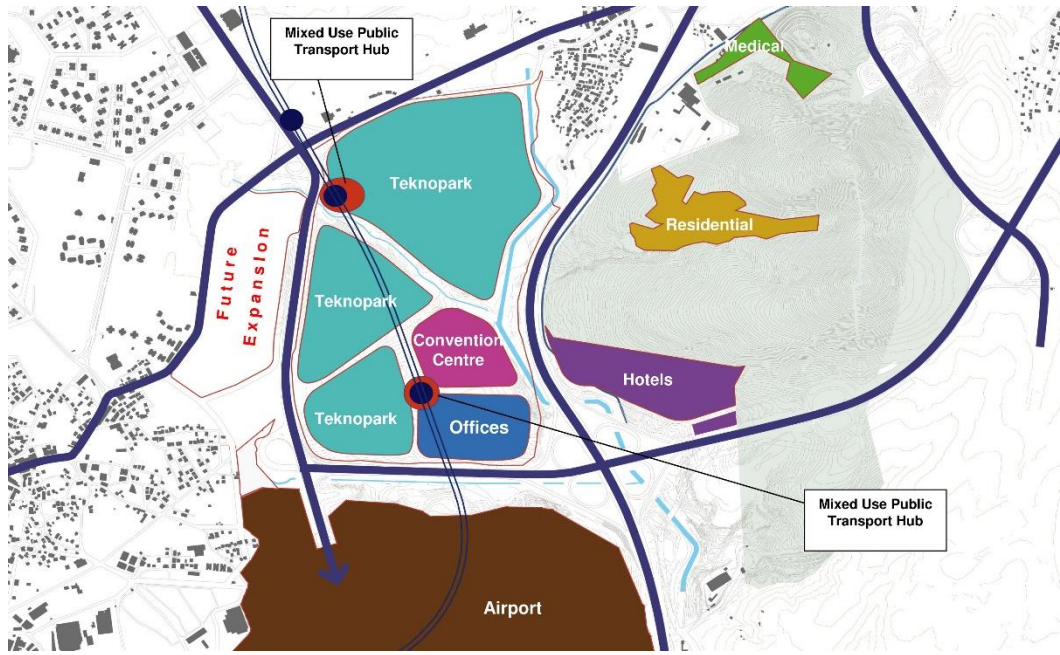 Mixed Use Public
Transport Hub
Medical
Teknopark
Residential
Future
Expansion
Teknopark
Convention
Centre
Hotels
Teknopark
Offices
Mixed Use Public
Transport Hub
Airport